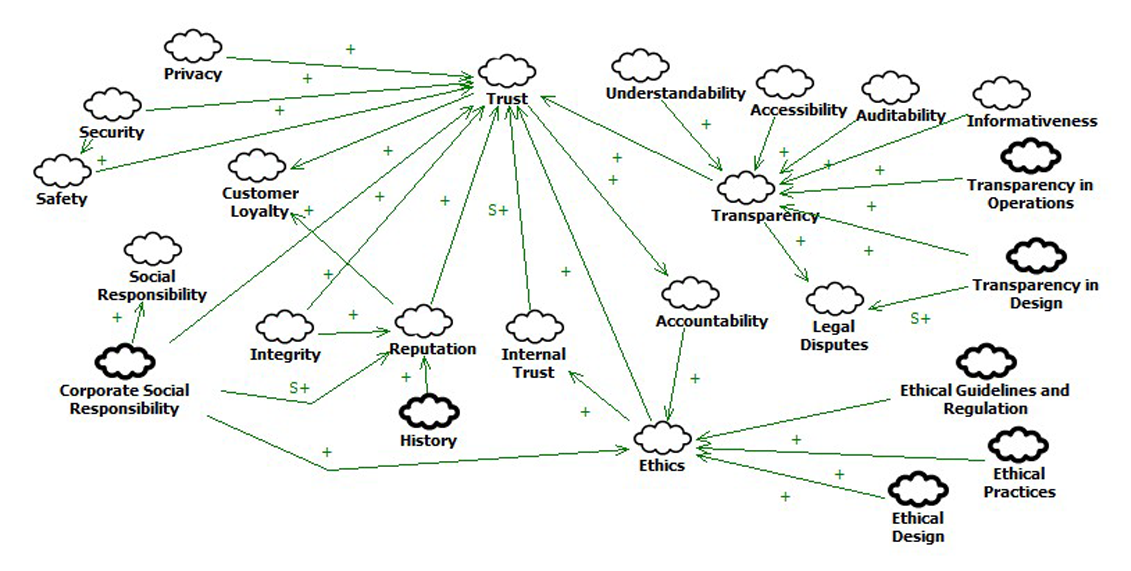 Privacy
Trust
Understandability
Accessibility
Auditability
Informativeness
Security
Safety
Customer
Loyalty
Transparency
Transparency in
Operations
Transparency in
Design
Social
Responsibility
Integrity
Reputation
Internal
Trust
Accountability
Legal
Disputes
Corporate Social
Responsibility
History
Ethics
Ethical Guidelines and
Regulation
Ethical
Practices
Ethical
Design
+
+
+
+
+
+
+
+
+
+
S+
+
+
+
+
+
+
+
+
+
+
S+
+
+
S+
+
+
+
+
+
+
+